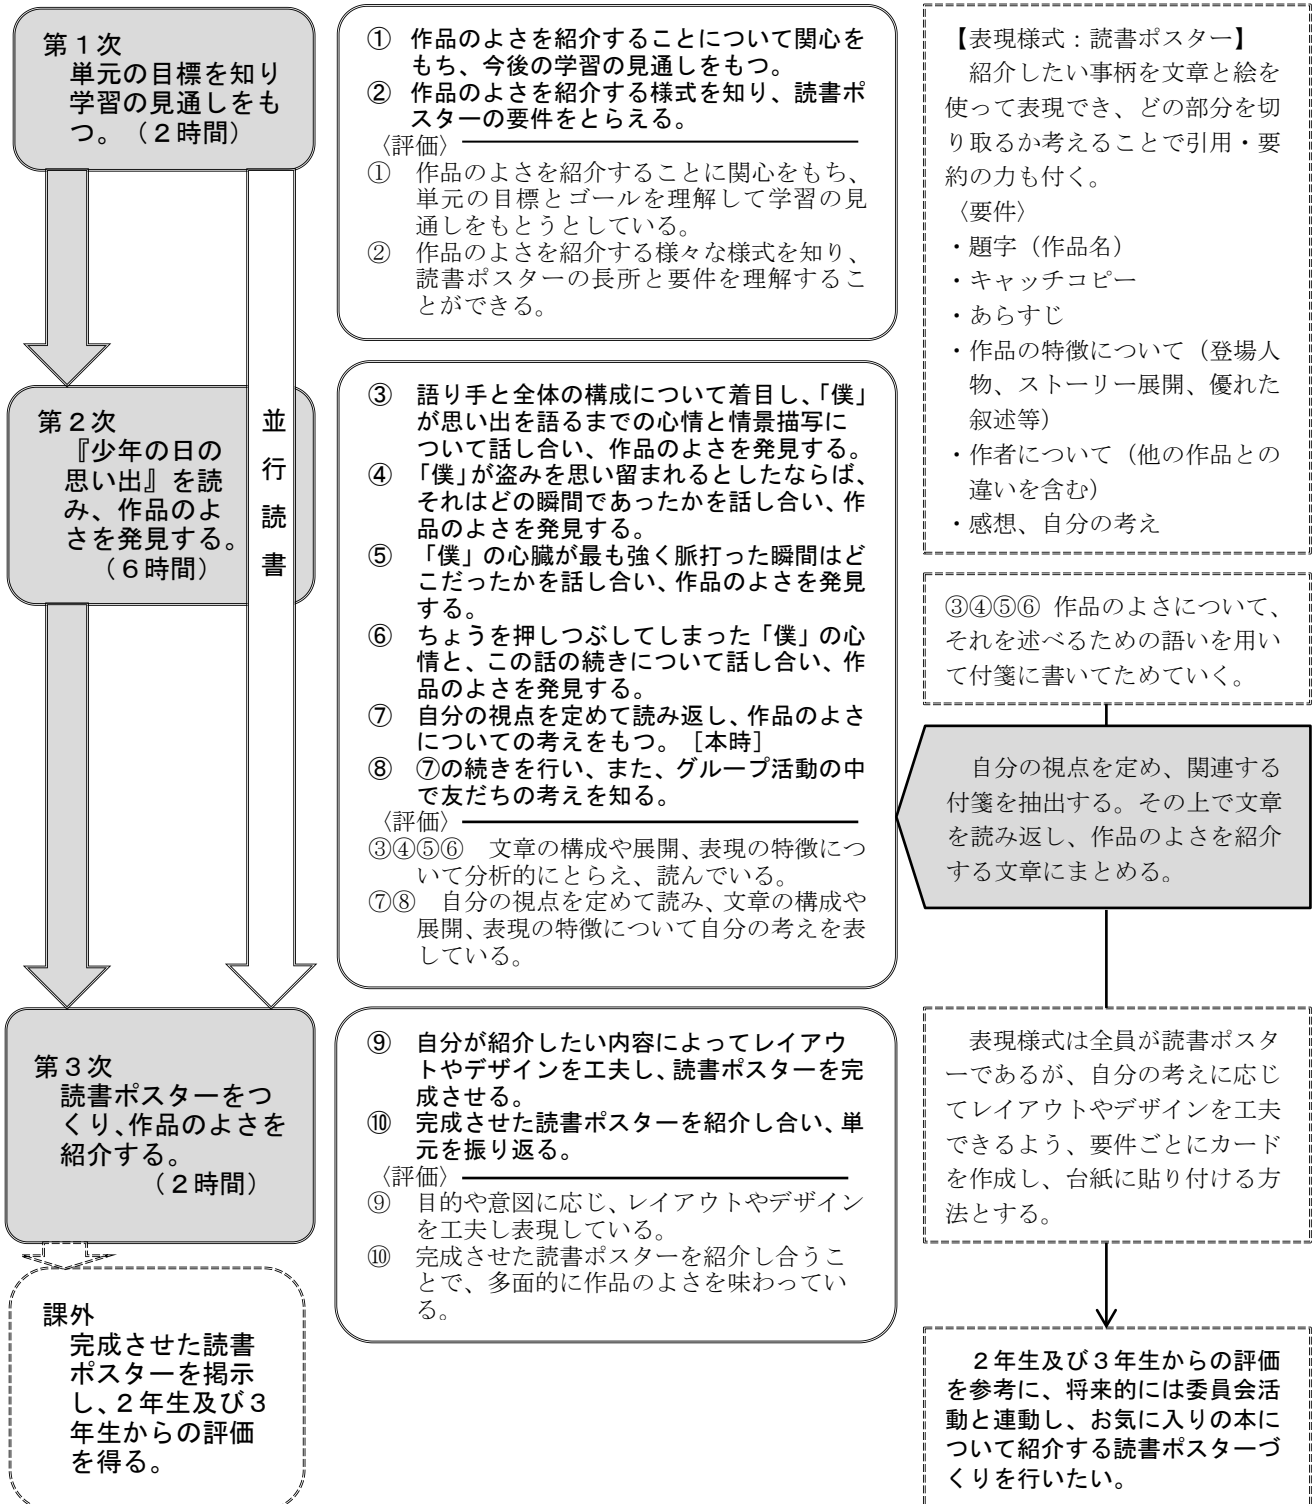 第１次
単元の目標を知り
学習の見通しをも
つ。（２時間）
① 作品のよさを紹介することについて関心を
もち、今後の学習の見通しをもつ。
② 作品のよさを紹介する様式を知り、読書ポ
スターの要件をとらえる。
〈評価〉
① 作品のよさを紹介することに関心をもち、
単元の目標とゴールを理解して学習の見
通しをもとうとしている。
② 作品のよさを紹介する様々な様式を知り、
読書ポスターの長所と要件を理解するこ
とができる。
【表現様式：読書ポスター】
紹介したい事柄を文章と絵を
使って表現でき、どの部分を切
り取るか考えることで引用・要
約の力も付く。
〈要件〉
・題字（作品名）
・キャッチコピー
・あらすじ
・作品の特徴について（登場人
物、ストーリー展開、優れた
叙述等）
・作者について（他の作品との
違いを含む）
・感想、自分の考え
第２次
『少年の日の
思い出』を読
み、作品のよ
さを発見する。
（６時間）
並行読書
③ 語り手と全体の構成について着目し、「僕」
が思い出を語るまでの心情と情景描写に
ついて話し合い、作品のよさを発見する。
④ 「僕」が盗みを思い留まれるとしたならば、
それはどの瞬間であったかを話し合い、作
品のよさを発見する。
⑤ 「僕」の心臓が最も強く脈打った瞬間はど
こだったかを話し合い、作品のよさを発見
する。
⑥ ちょうを押しつぶしてしまった「僕」の心
情と、この話の続きについて話し合い、作
品のよさを発見する。
⑦ 自分の視点を定めて読み返し、作品のよさ
についての考えをもつ。［本時］
⑧ ⑦の続きを行い、また、グループ活動の中
で友だちの考えを知る。
〈評価〉
③④⑤⑥ 文章の構成や展開、表現の特徴につ
いて分析的にとらえ、読んでいる。
⑦⑧ 自分の視点を定めて読み、文章の構成や
展開、表現の特徴について自分の考えを表
している。
③④⑤⑥ 作品のよさについて、
それを述べるための語いを用い
て付箋に書いてためていく。
自分の視点を定め、関連する
付箋を抽出する。その上で文章
を読み返し、作品のよさを紹介
する文章にまとめる。
第３次
読書ポスターをつ
くり、作品のよさを
紹介する。
（２時間）
⑨ 自分が紹介したい内容によってレイアウ
トやデザインを工夫し、読書ポスターを完
成させる。
⑩ 完成させた読書ポスターを紹介し合い、単
元を振り返る。
〈評価〉
⑨ 目的や意図に応じ、レイアウトやデザイン
を工夫し表現している。
⑩ 完成させた読書ポスターを紹介し合うこ
とで、多面的に作品のよさを味わってい
る。
表現様式は全員が読書ポスタ
ーであるが、自分の考えに応じ
てレイアウトやデザインを工夫
できるよう、要件ごとにカード
を作成し、台紙に貼り付ける方
法とする。
課外
完成させた読書
ポスターを掲示
し、２年生及び３
年生からの評価
を得る。
２年生及び３年生からの評価
を参考に、将来的には委員会活
動と連動し、お気に入りの本に
ついて紹介する読書ポスターづ
くりを行いたい。